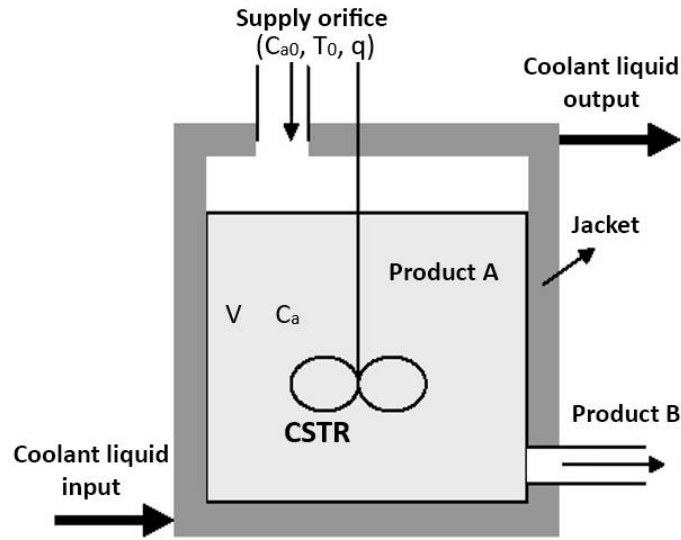 Supply orifice
(Ca0, T0, q)
Coolant liquid
output
Jacket
Product A
V Ca
CSTR
Product B
Coolant liquid
input